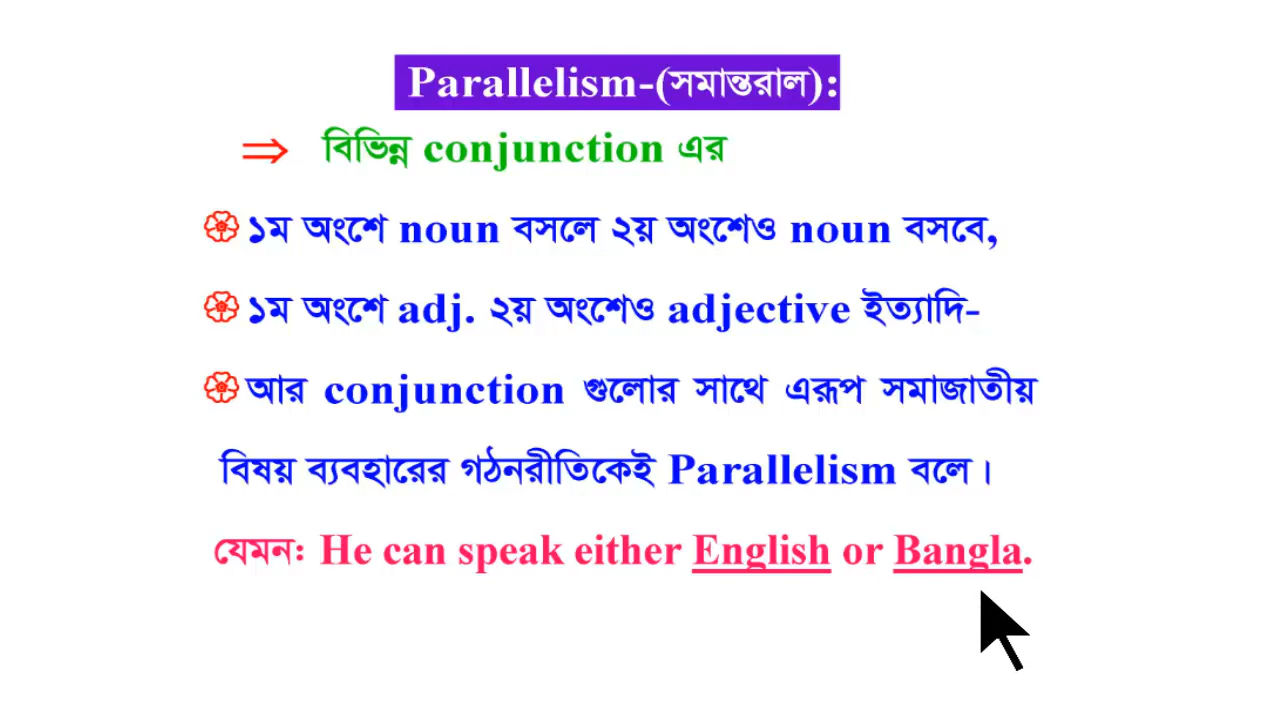 Parallelism-(সমান্তরাল):
⇒ বিভিন্ন conjunction এর
১ম অংশে noun বসলে ২য় অংশেও noun বসবে,
১ম অংশে adj. ২য় অংশেও adjective ইত্যাদি-
আর conjunction গুলোর সাথে এরূপ সমাজাতীয়
বিষয় ব্যবহারের গঠনরীতিকেই Parallelism বলে।
যেমনঃ He can speak either English or Bangla.